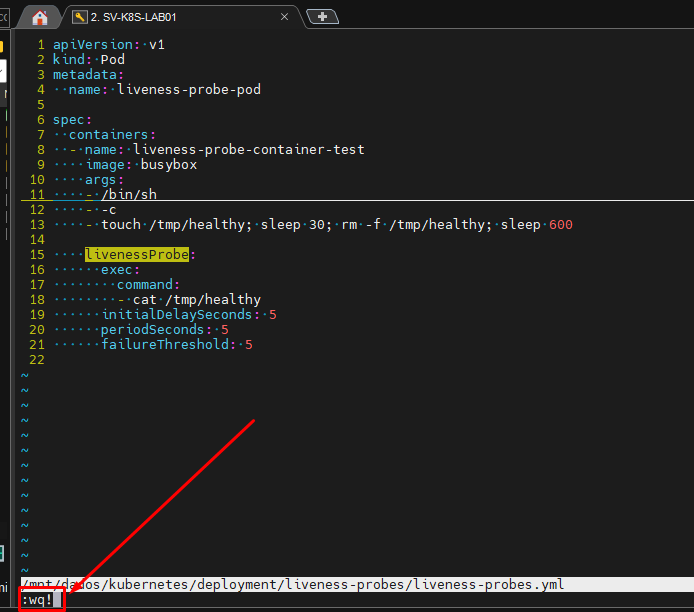 2. SV-K8S-LAB01
1 apiVersion: v1
2 kind: Pod
3 metadata:
4   name: liveness-probe-pod
5
6 spec:
7   containers:
8   - name: liveness-probe-container-test
9     image: busybox
10     args:
11     - /bin/sh
12     - -c
13     - touch /tmp/healthy; sleep 30; rm -f /tmp/healthy; sleep 600
14
15     livenessProbe:
16       exec:
17         command:
18         - cat /tmp/healthy
19       initialDelaySeconds: 5
20       periodSeconds: 5
21       failureThreshold: 5
22
~
~
~
~
~
~
~
~
~
~
~
~
~
~
/mnt/dados/kubernetes/deployment/liveness-probes/liveness-probes.yml
:wq!